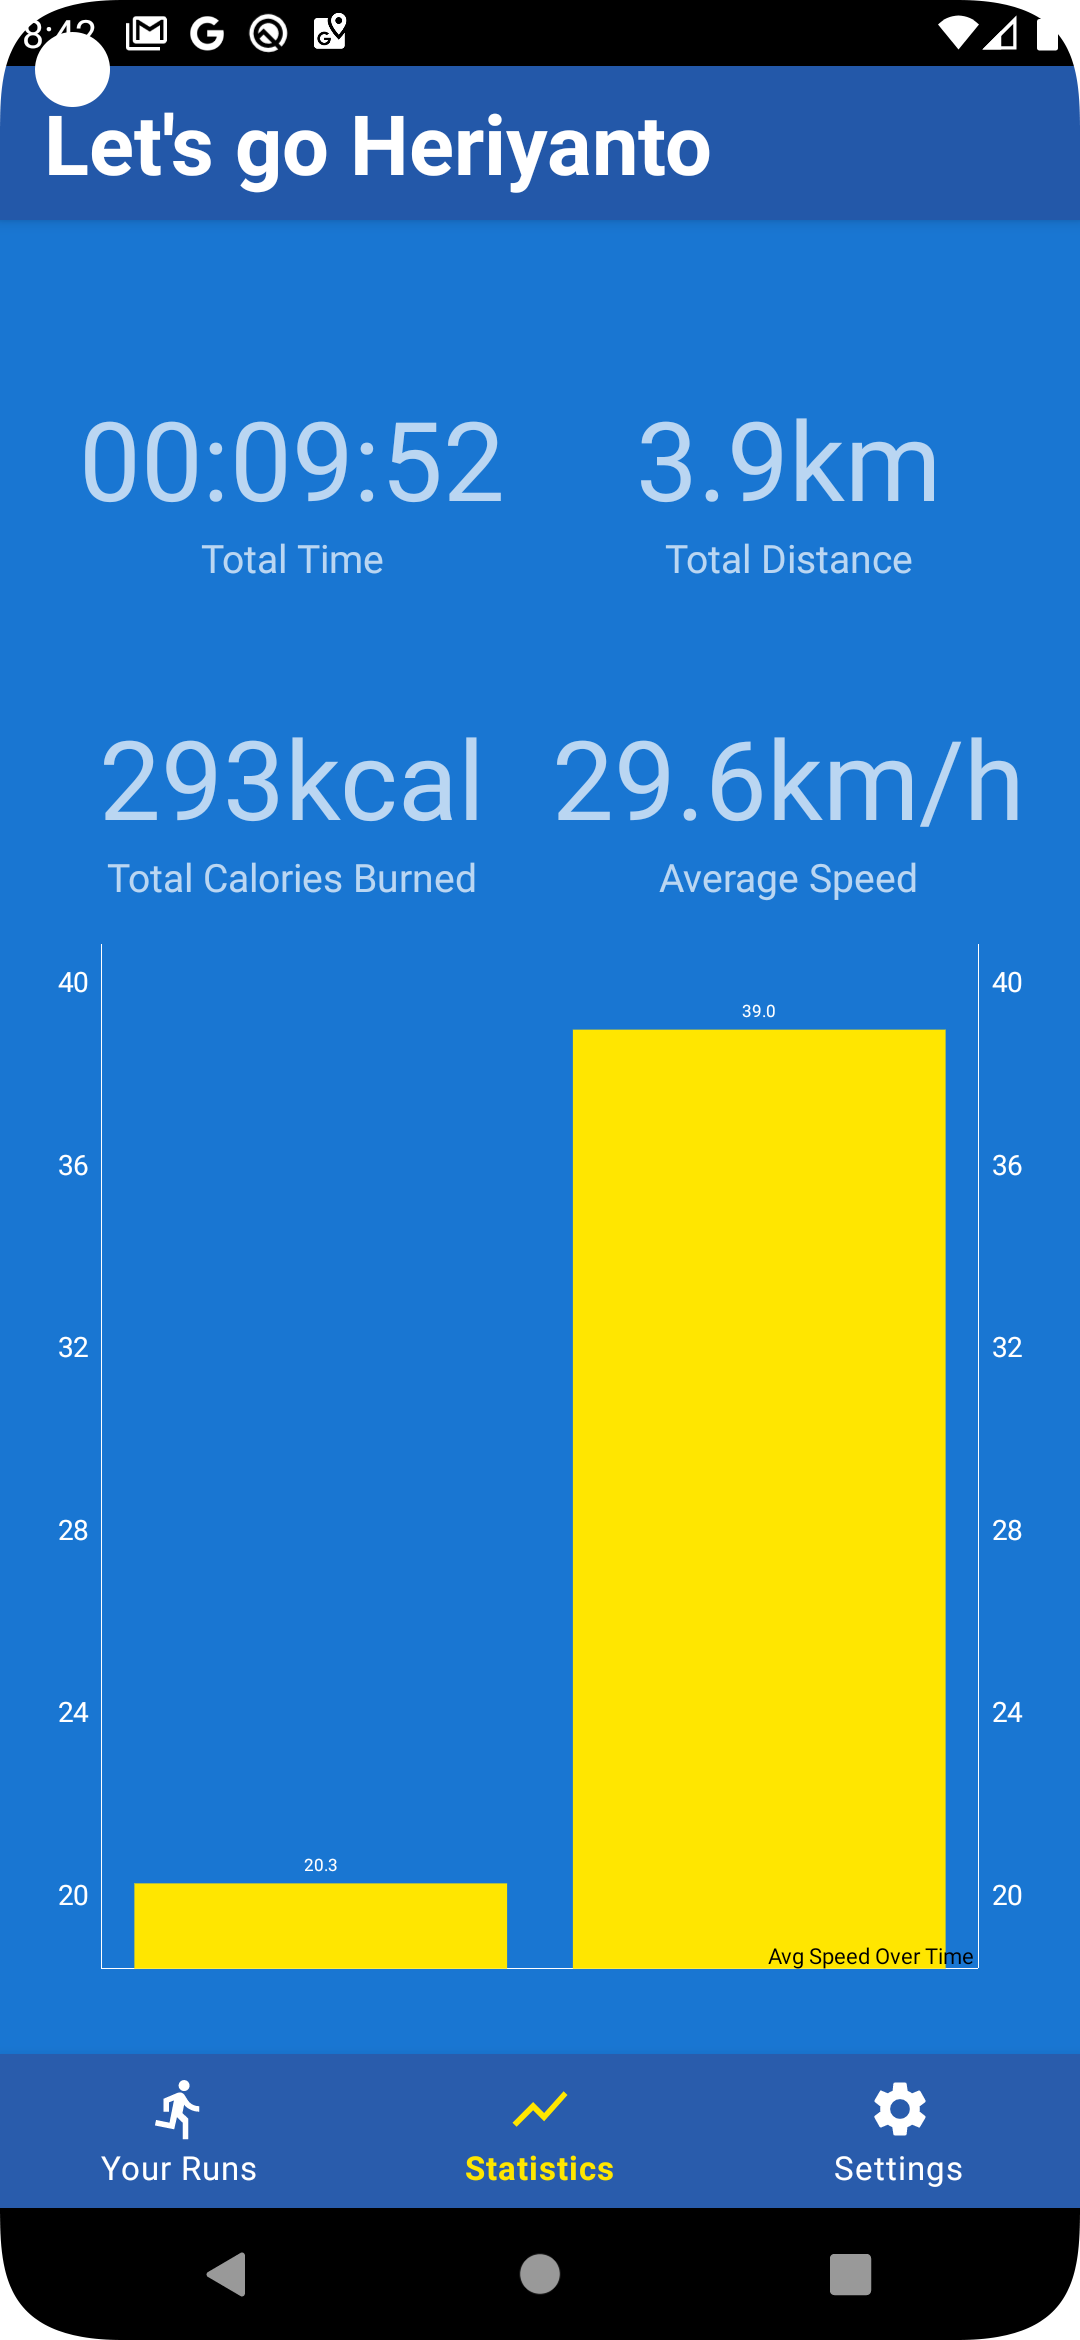 8:42
Let's go Heriyanto
00:09:52 3.9km
Total Time Total Distance
293kcal 29.6km/h
Total Calories Burned Average Speed
40 40
39.0
36 36
32 32
28 28
24 24
20.3
20 20
Avg Speed Over Time
Your Runs Statistics Settings